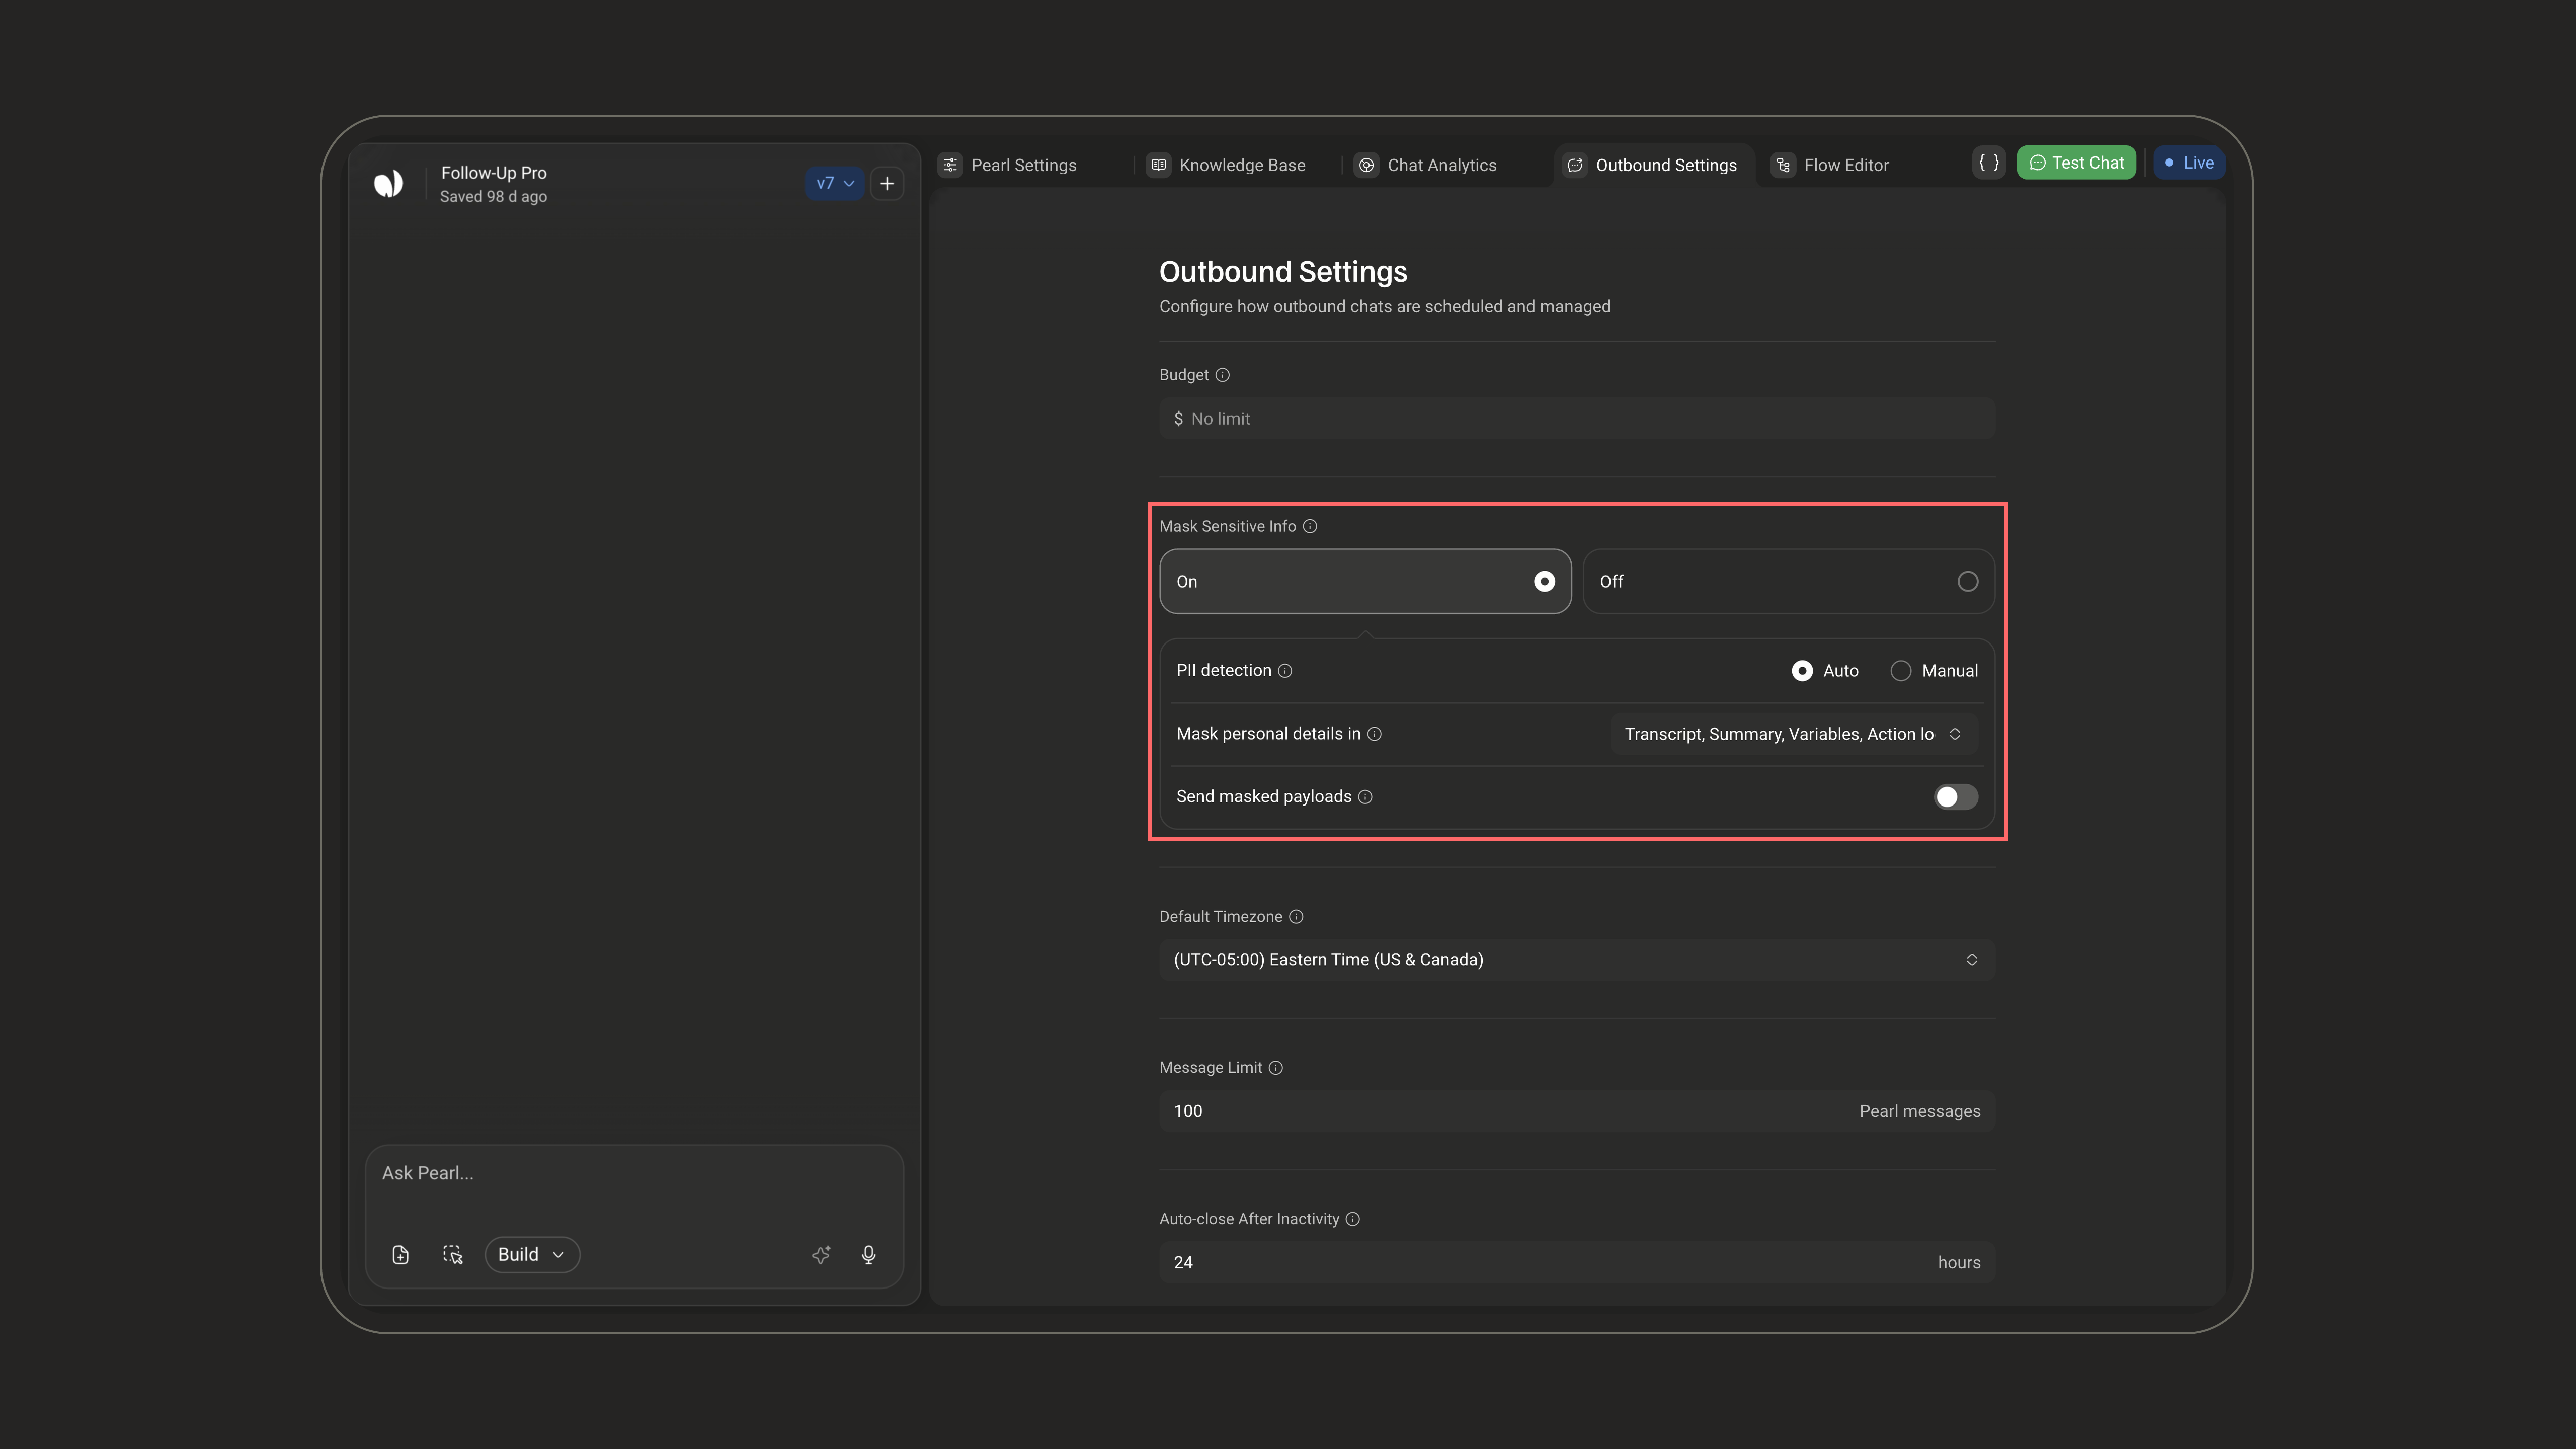 Follow-Up Pro
Saved 98 d ago
v7
Pearl Settings
Knowledge Base
Chat Analytics
Outbound Settings
Flow Editor
{ }
Test Chat
Live
Outbound Settings
Configure how outbound chats are scheduled and managed
Budget
$ No limit
Mask Sensitive Info
On
Off
PII detection
Auto
Manual
Mask personal details in
Transcript, Summary, Variables, Action lo
Send masked payloads
Default Timezone
(UTC-05:00) Eastern Time (US & Canada)
Message Limit
100
Pearl messages
Auto-close After Inactivity
24
hours
Ask Pearl...
Build